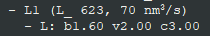 - L1 (L_ 623, 70 nm³/s)
- L: b1.60 v2.00 c3.00